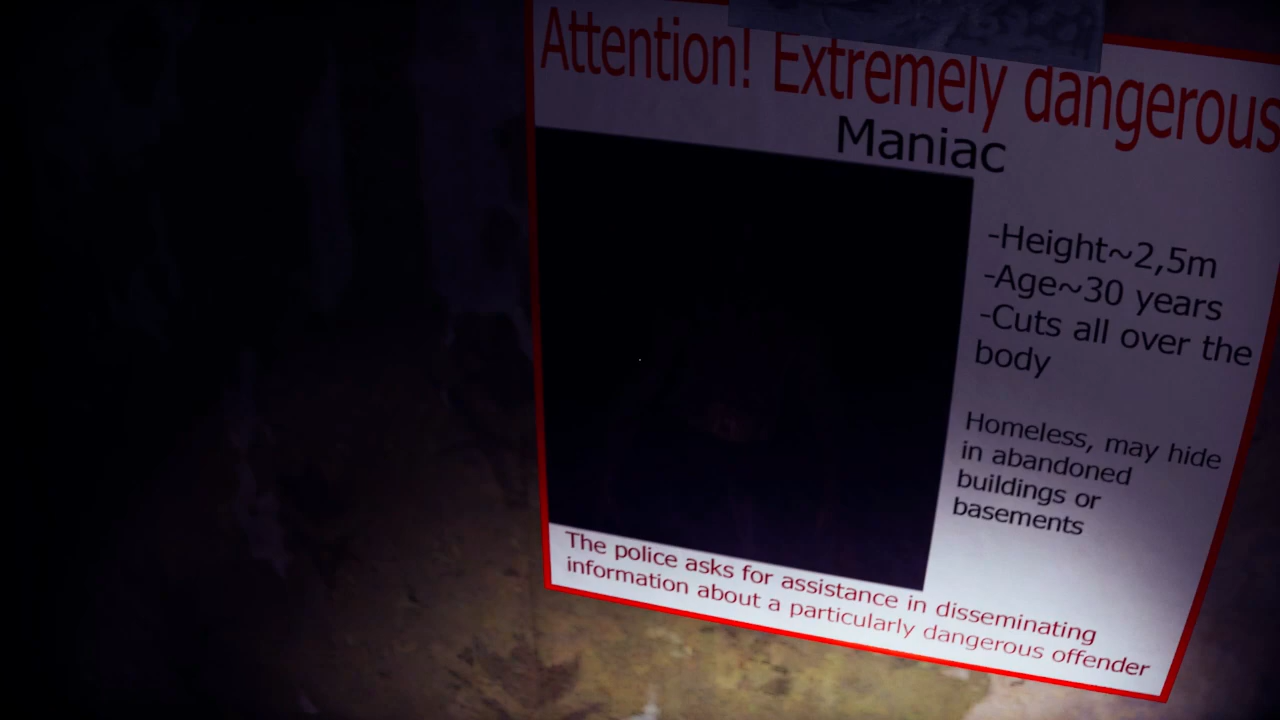 Attention! Extremely dangerous
Maniac
-Height~2,5m
-Age~30 years
-Cuts all over the
body
Homeless, may hide
in abandoned
buildings or
basements
The police asks for assistance in disseminating
information about a particularly dangerous offender